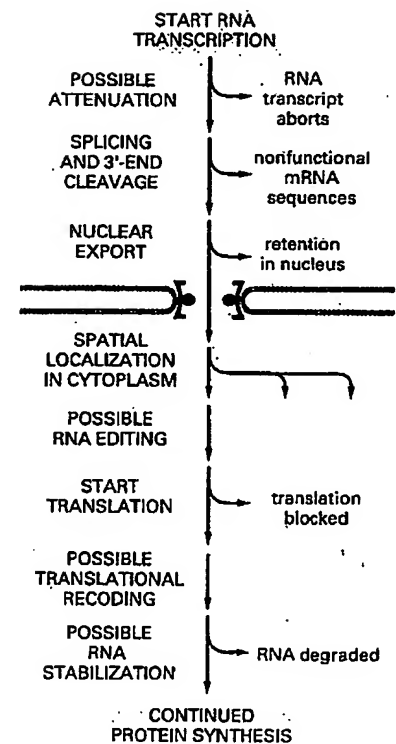 START RNA
TRANSCRIPTION
POSSIBLE
ATTENUATION
RNA
transcript
aborts
SPLICING
AND 3'-END
CLEAVAGE
nonfunctional
mRNA
sequences
NUCLEAR
EXPORT
retention
in nucleus
SPATIAL
LOCALIZATION
IN CYTOPLASM
POSSIBLE
RNA EDITING
START
TRANSLATION
translation
blocked
POSSIBLE
TRANSLATIONAL
RECODING
POSSIBLE
RNA
STABILIZATION
RNA degraded
CONTINUED
PROTEIN SYNTHESIS